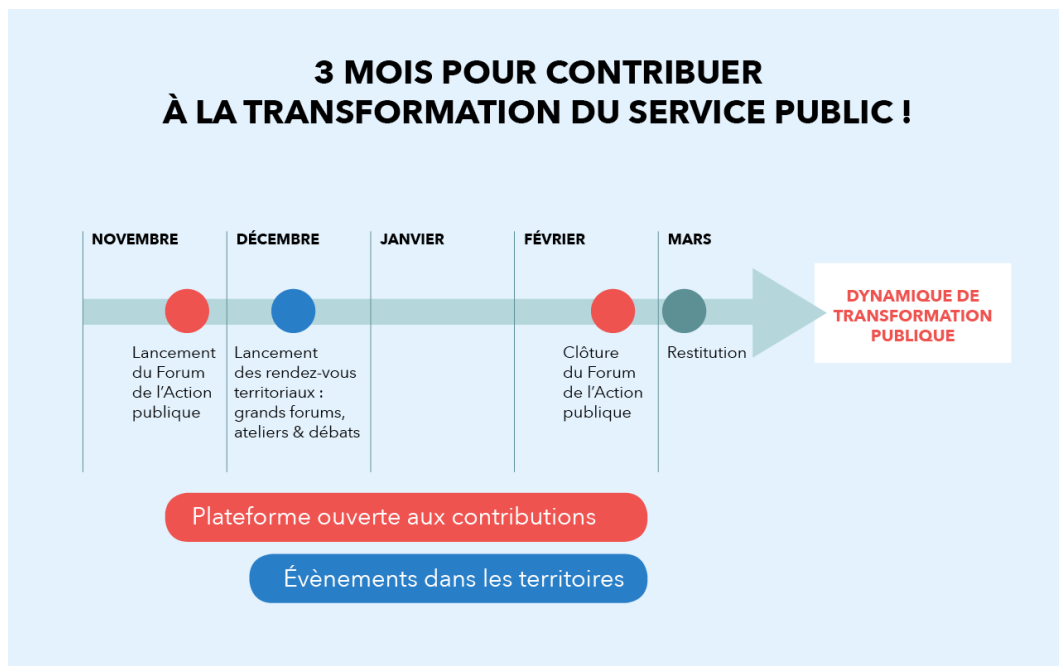 3 MOIS POUR CONTRIBUER
À LA TRANSFORMATION DU SERVICE PUBLIC !
NOVEMBRE
DÉCEMBRE
JANVIER
FÉVRIER
MARS
Lancement
du Forum
de l’Action
publique
Lancement
des rendez-vous
territoriaux :
grands forums,
ateliers & débats
Clôture
du Forum
de l’Action
publique
Restitution
DYNAMIQUE DE
TRANSFORMATION
PUBLIQUE
Plateforme ouverte aux contributions
Évènements dans les territoires